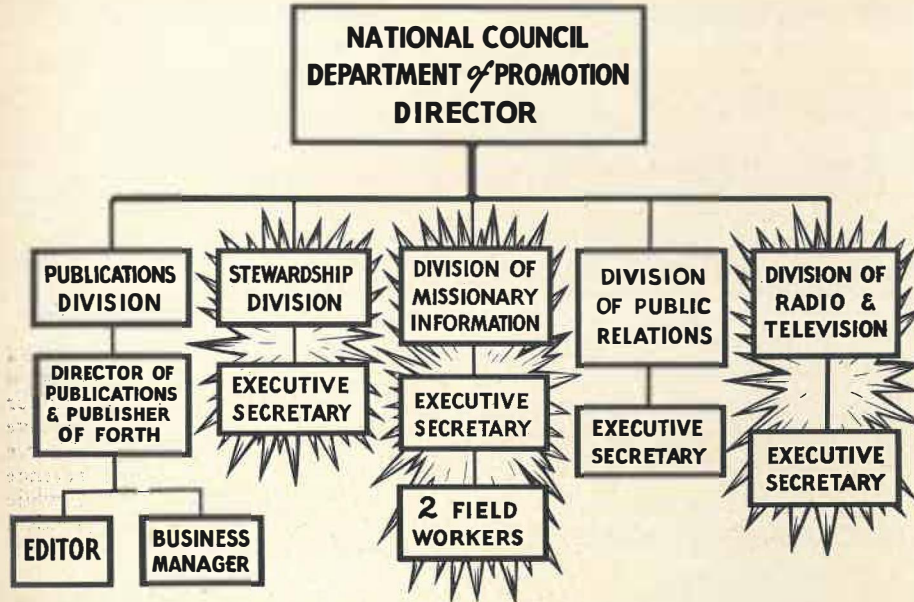 NATIONAL COUNCIL
DEPARTMENT of PROMOTION
DIRECTOR
PUBLICATIONS
DIVISION
STEWARDSHIP
DIVISION
DIVISION OF
MISSIONARY
INFORMATION
DIVISION
OF PUBLIC
RELATIONS
DIVISION OF
RADIO &
TELEVISION
DIRECTOR OF
PUBLICATIONS
& PUBLISHER
OF FORTH
EXECUTIVE
SECRETARY
EXECUTIVE
SECRETARY
EXECUTIVE
SECRETARY
EXECUTIVE
SECRETARY
EDITOR
BUSINESS
MANAGER
2 FIELD
WORKERS